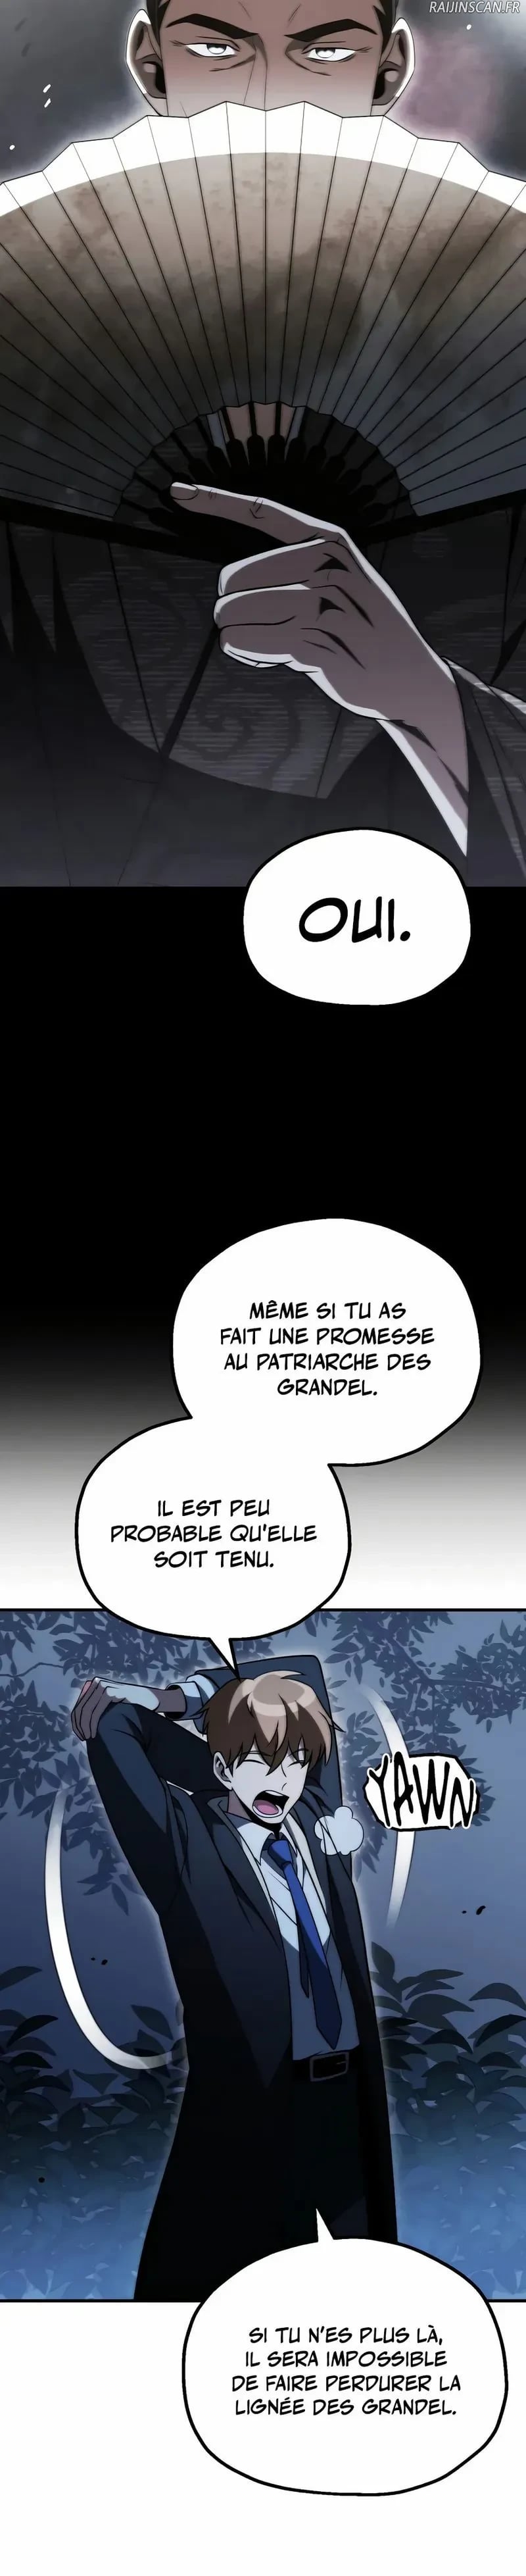 RAIJINSCAN.FR
OUI.
MÊME SI TU AS
FAIT UNE PROMESSE
AU PATRIARCHE DES
GRANDEL.
IL EST PEU
PROBABLE QU'ELLE
SOIT TENU.
YAWN
SI TU N'ES PLUS LÀ,
IL SERA IMPOSSIBLE
DE FAIRE PERDURER LA
LIGNÉE DES GRANDEL.